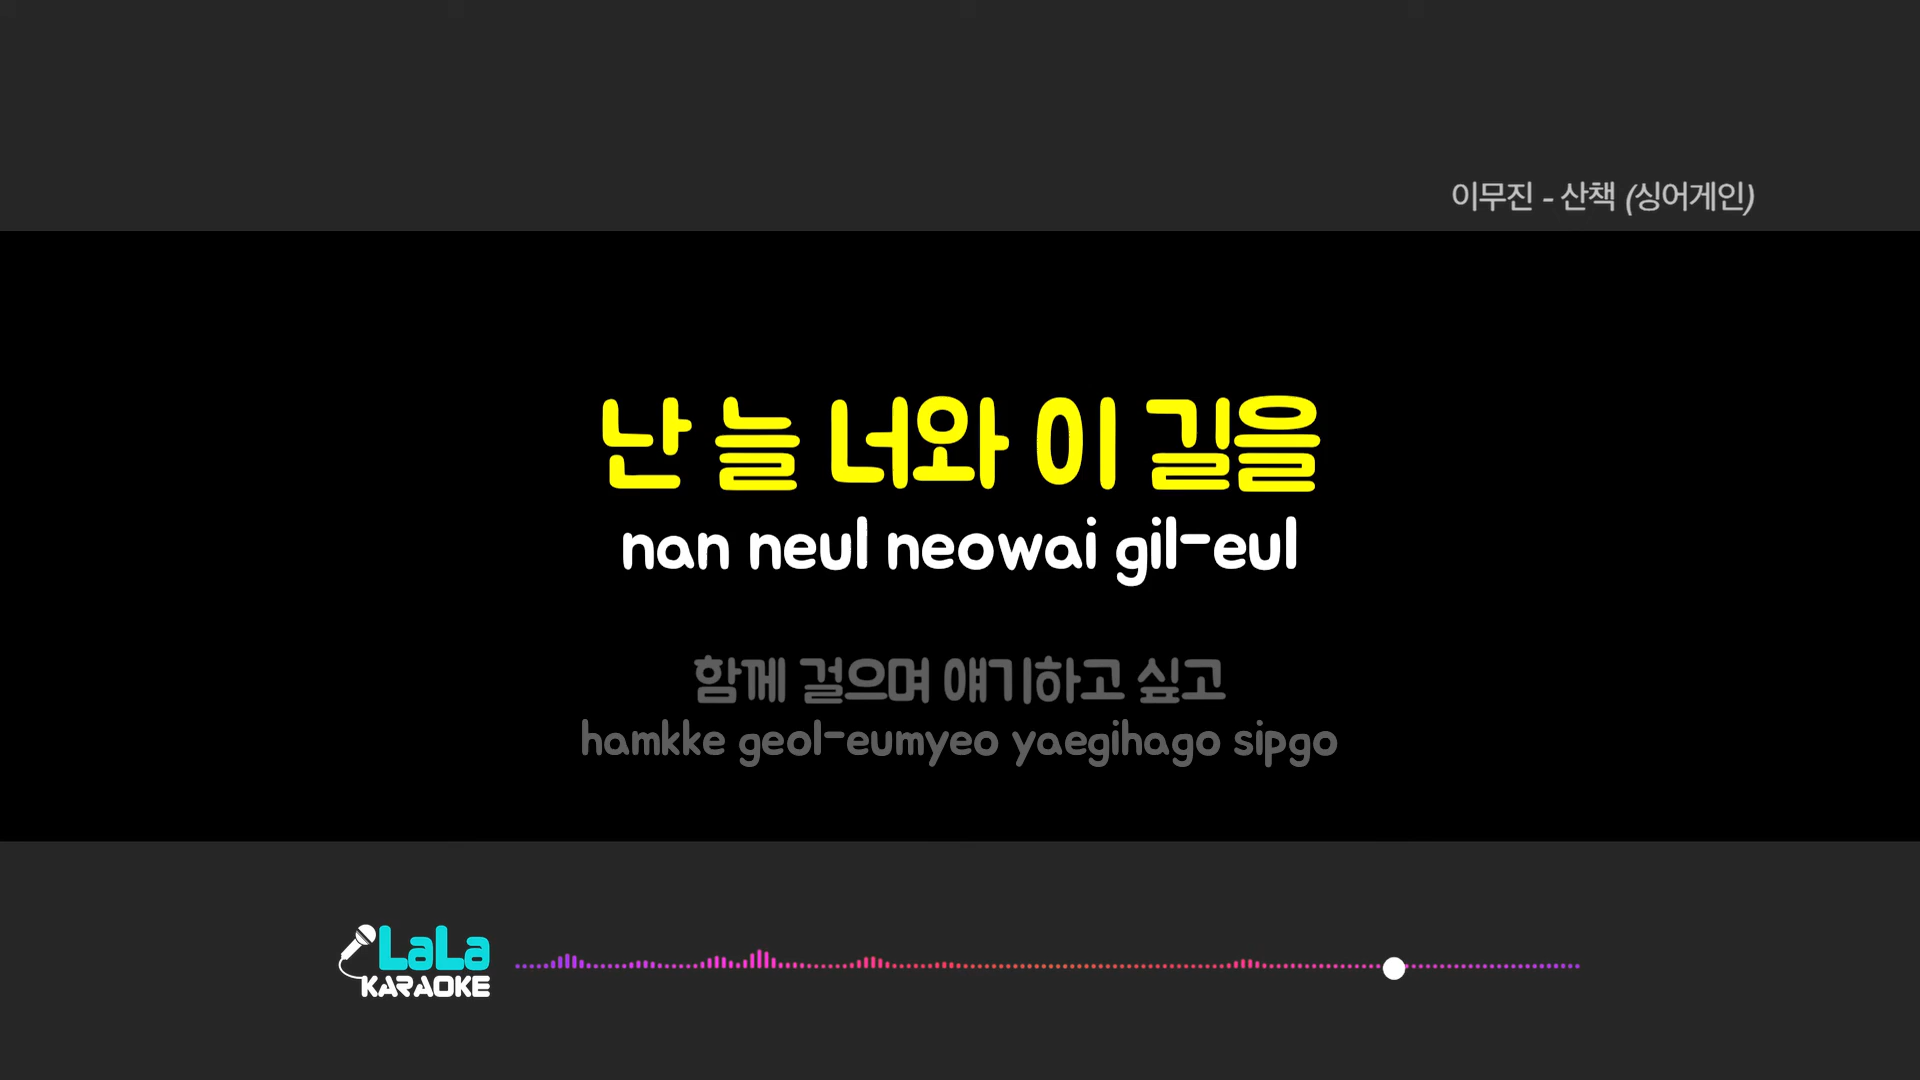 이무진 - 산책 (싱어게인)
난 늘 너와 이 길을
nan neul neowai gil-eul
함께 걸으며 얘기하고 싶고
hamkke geol-eumyeo yaegihago sipgo
LaLa
KARAOKE